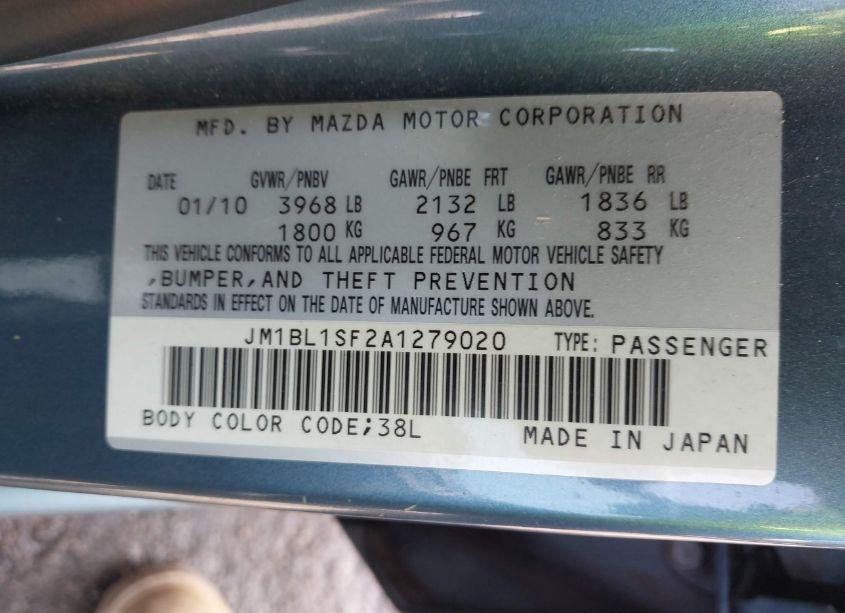 MFD. BY MAZDA MOTOR CORPORATION
DATE GVWR/PNBV GAWR/PNBE FRT GAWR/PNBE RR
01/10 3968 LB 2132 LB 1836 LB
1800 KG 967 KG 833 KG
THIS VEHICLE CONFORMS TO ALL APPLICABLE FEDERAL MOTOR VEHICLE SAFETY
,BUMPER,AND THEFT PREVENTION
STANDARDS IN EFFECT ON THE DATE OF MANUFACTURE SHOWN ABOVE.
JM1BL1SF2A1279020 TYPE: PASSENGER
BODY COLOR CODE;38L
MADE IN JAPAN